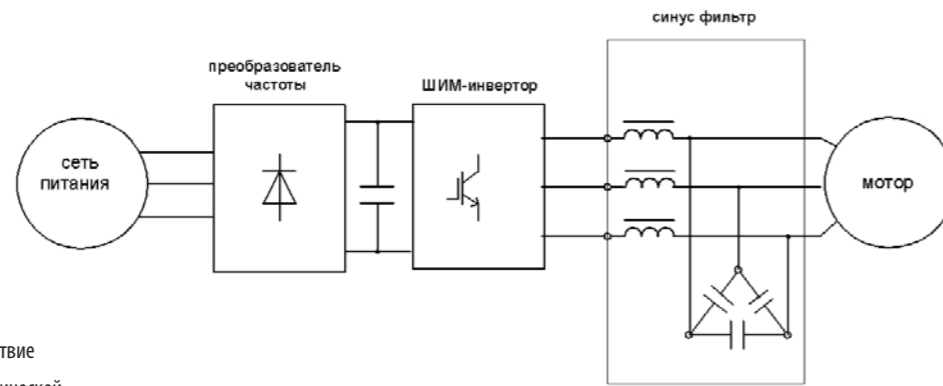 синус фильтр
преобразователь
частоты
ШИМ-инвертор
сеть
питания
мотор